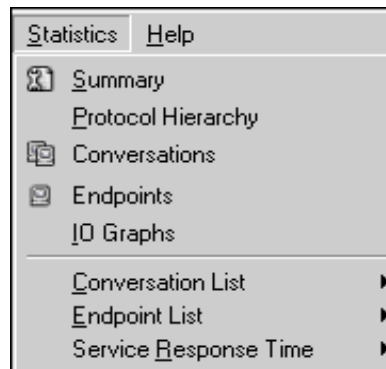 Statistics Help
Summary
Protocol Hierarchy
Conversations
Endpoints
IO Graphs
Conversation List
Endpoint List
Service Response Time